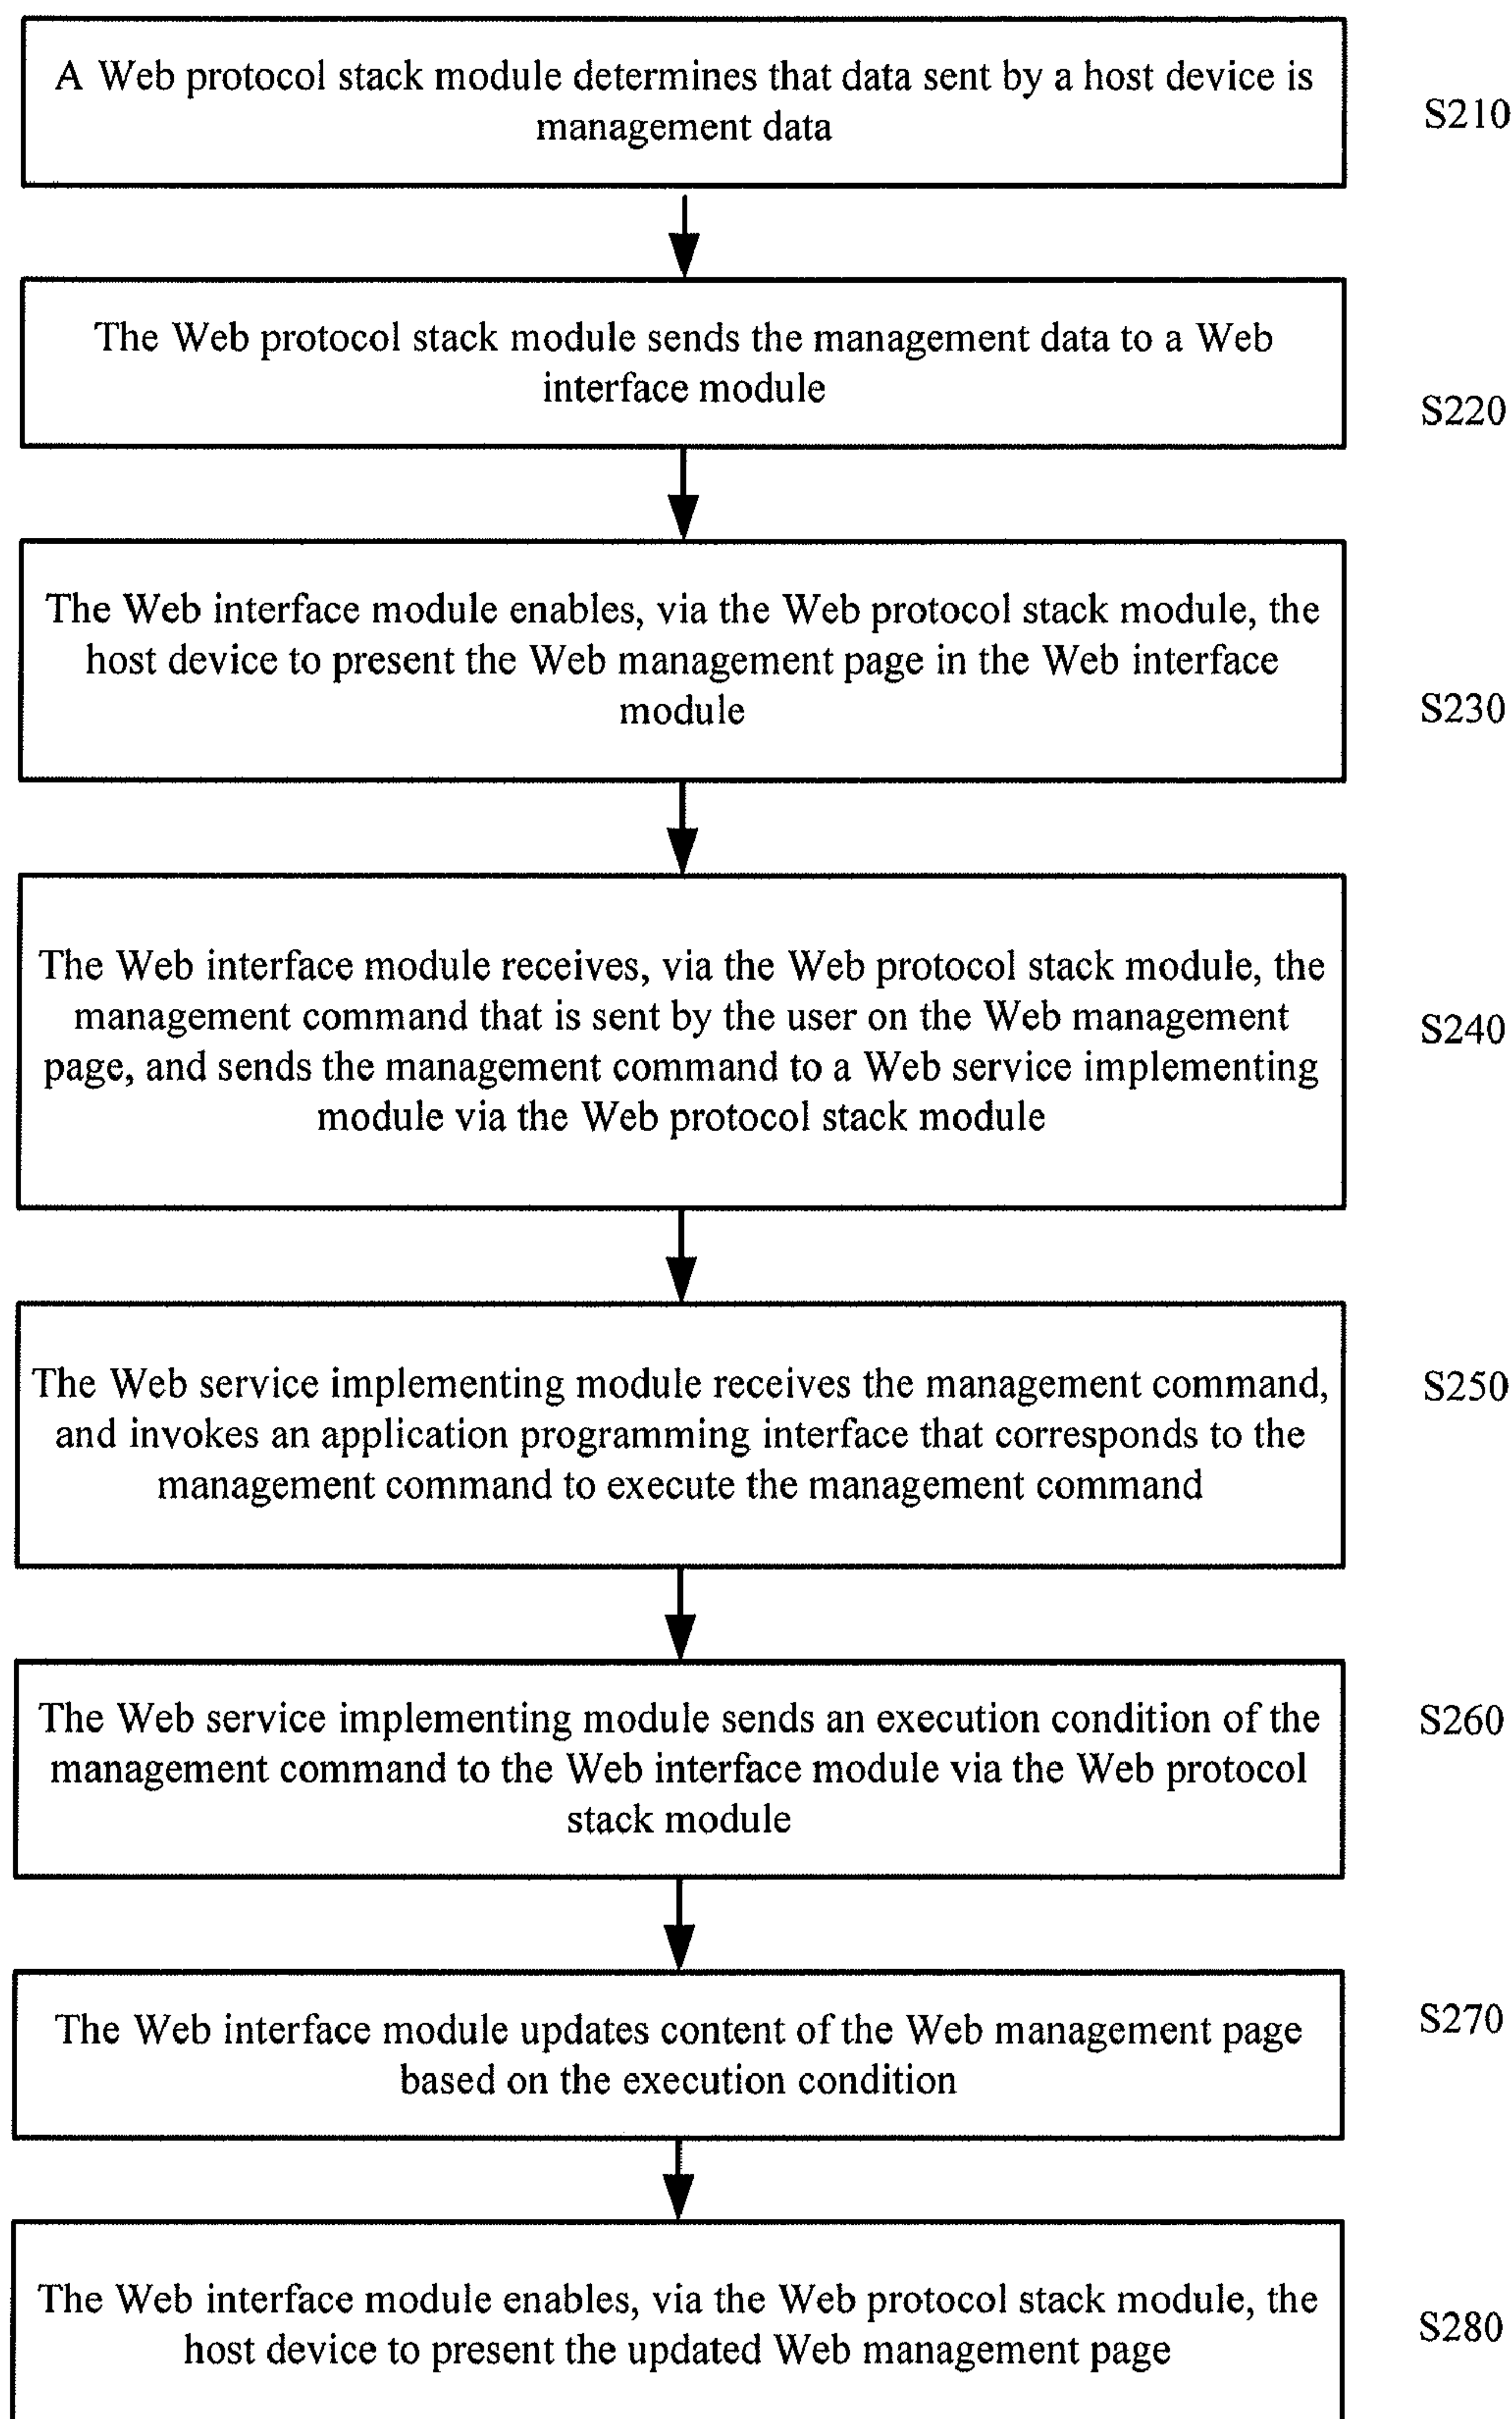 A Web protocol stack module determines that data sent by a host device is
management data
S210
The Web protocol stack module sends the management data to a Web
interface module
S220
The Web interface module enables, via the Web protocol stack module, the
host device to present the Web management page in the Web interface
module
S230
The Web interface module receives, via the Web protocol stack module, the
management command that is sent by the user on the Web management
page, and sends the management command to a Web service implementing
module via the Web protocol stack module
S240
The Web service implementing module receives the management command,
and invokes an application programming interface that corresponds to the
management command to execute the management command
S250
The Web service implementing module sends an execution condition of the
management command to the Web interface module via the Web protocol
stack module
S260
The Web interface module updates content of the Web management page
based on the execution condition
S270
The Web interface module enables, via the Web protocol stack module, the
host device to present the updated Web management page
S280